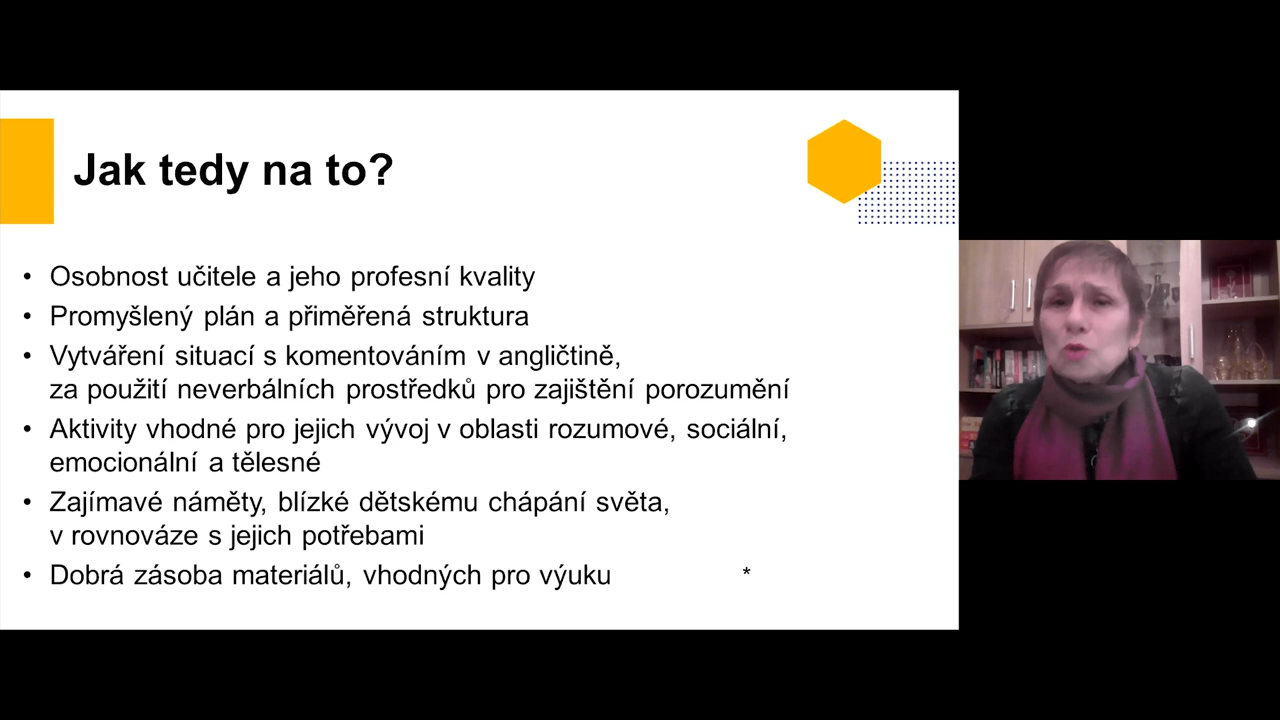 Jak tedy na to?
• Osobnost učitele a jeho profesní kvality
• Promyšlený plán a přiměřená struktura
• Vytváření situací s komentováním v angličtině,
za použití neverbálních prostředků pro zajištění porozumění
• Aktivity vhodné pro jejich vývoj v oblasti rozumové, sociální,
emocionální a tělesné
• Zajímavé náměty, blízké dětskému chápání světa,
v rovnováze s jejich potřebami
• Dobrá zásoba materiálů, vhodných pro výuku *